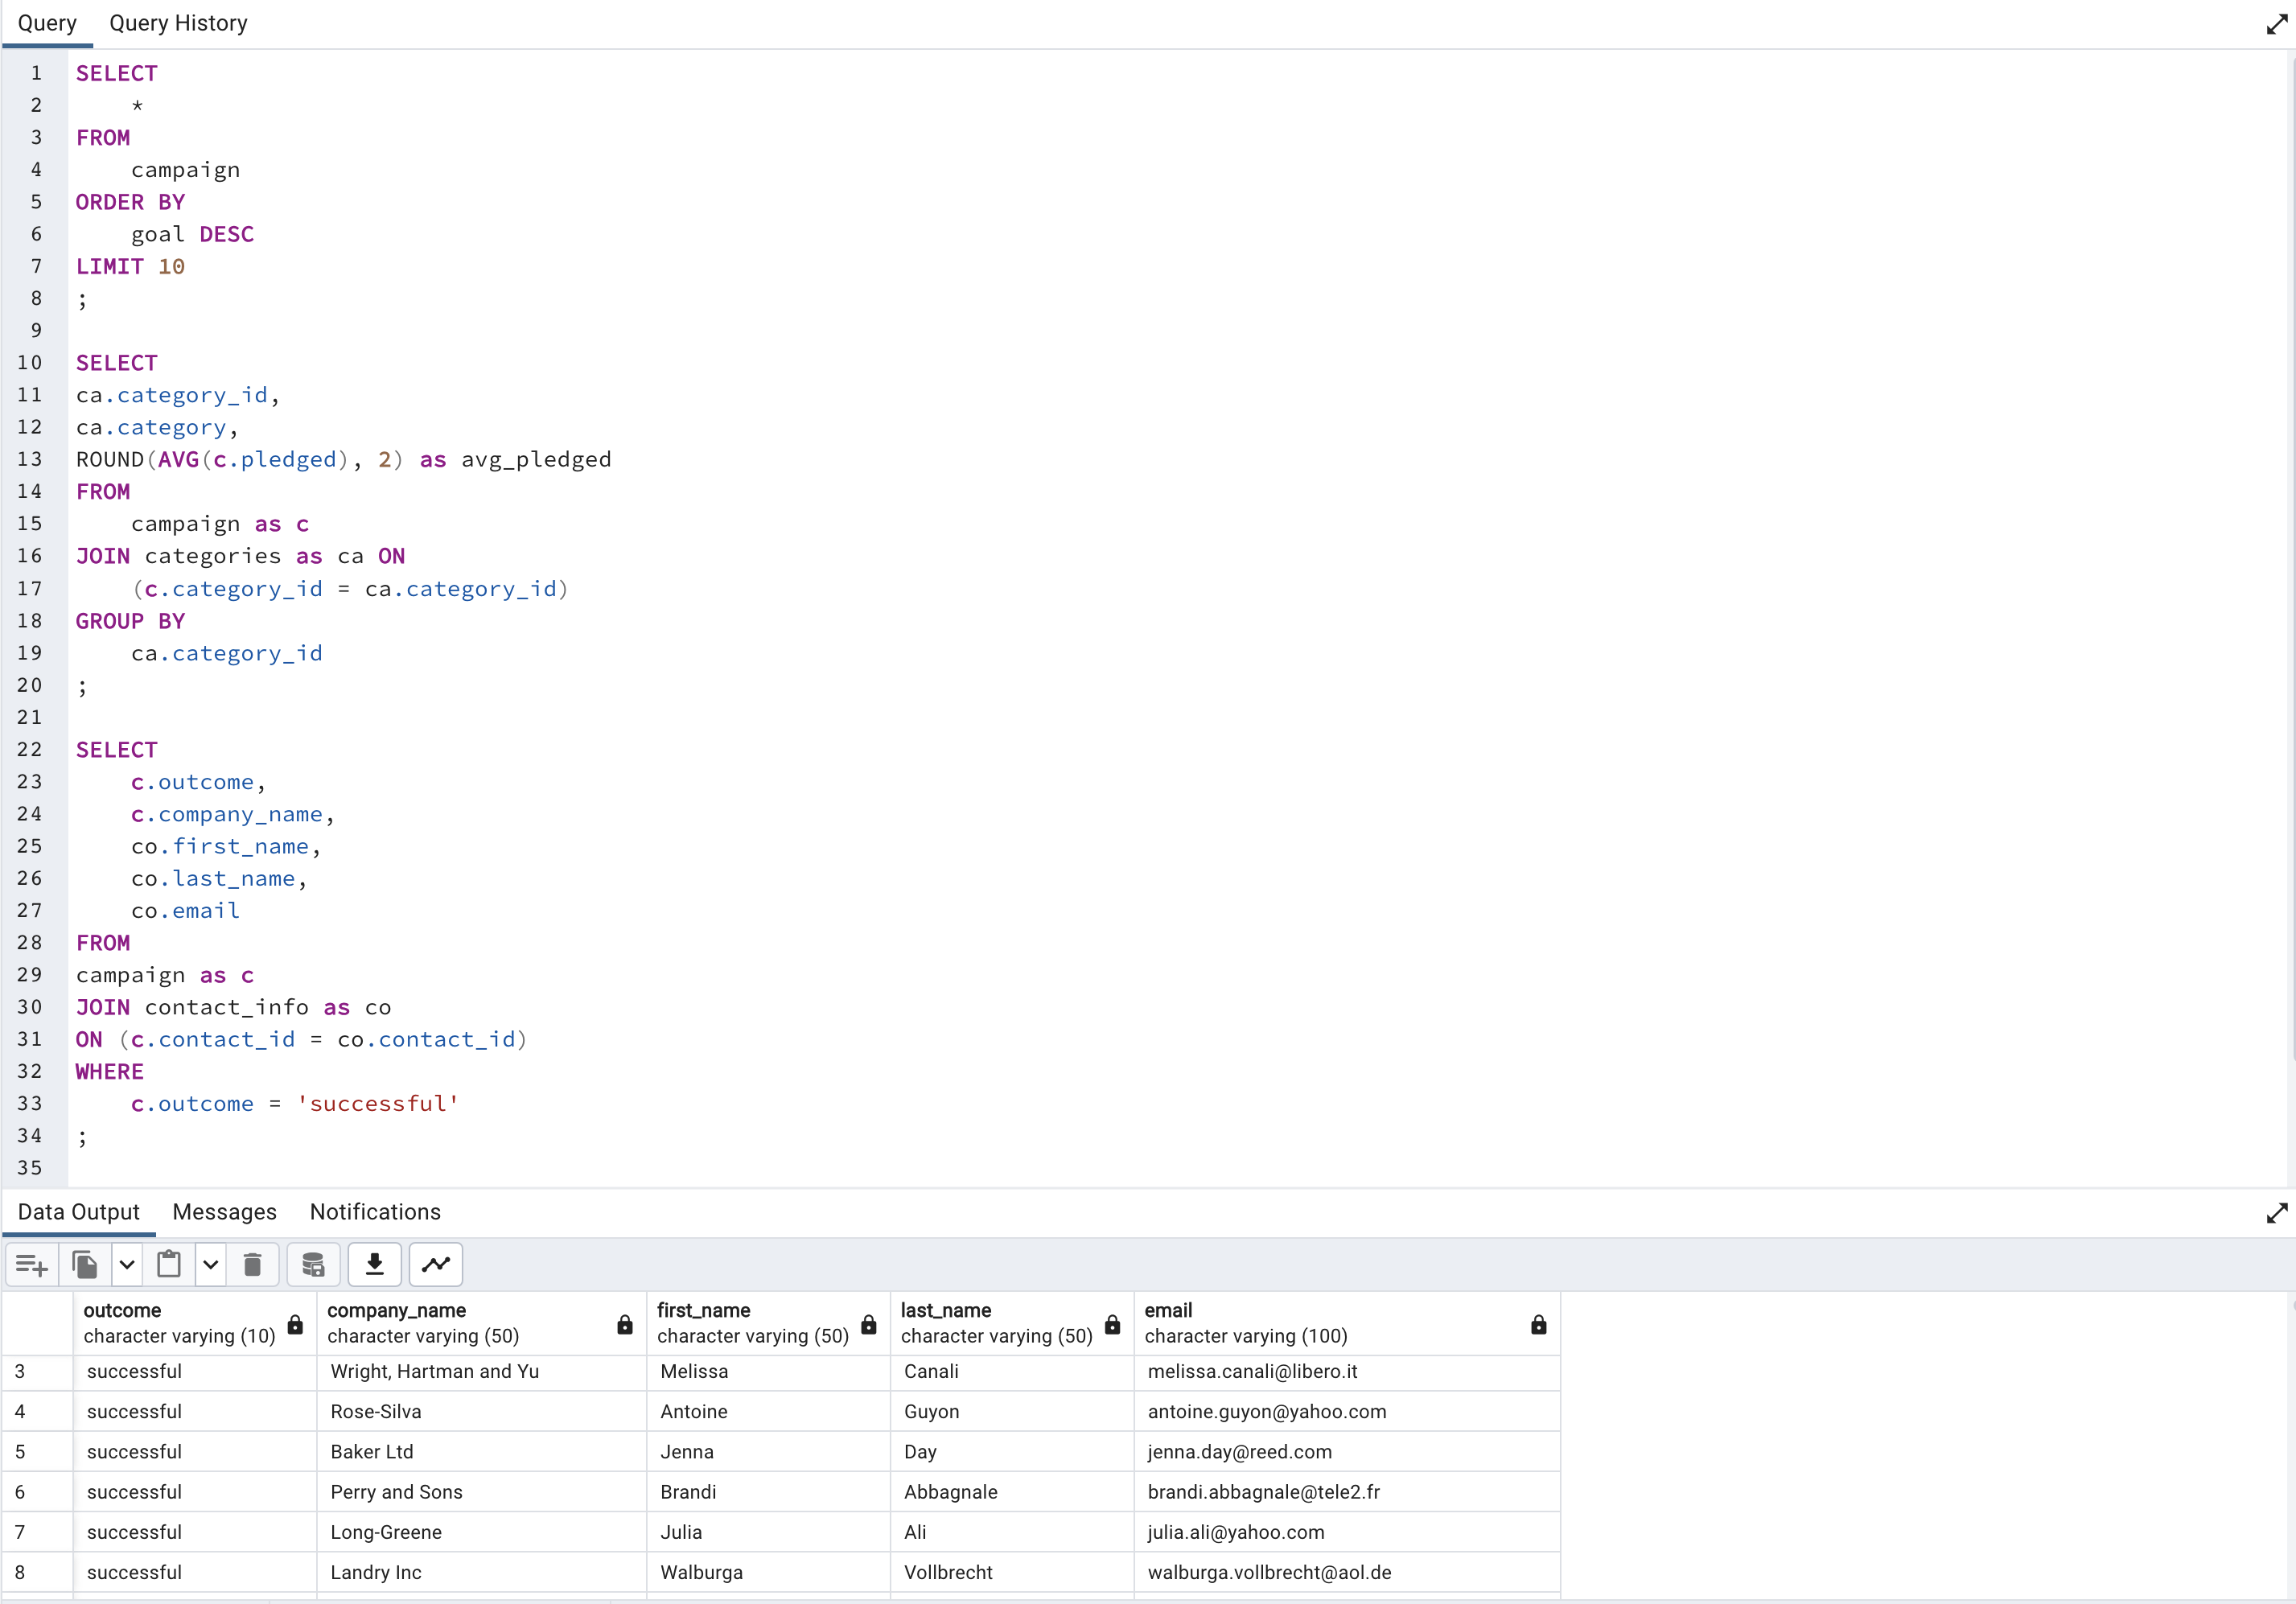 Query Query History
1 SELECT
2     *
3 FROM
4     campaign
5 ORDER BY
6     goal DESC
7 LIMIT 10
8 ;
9
10 SELECT
11 ca.category_id,
12 ca.category,
13 ROUND(AVG(c.pledged), 2) as avg_pledged
14 FROM
15     campaign as c
16 JOIN categories as ca ON
17     (c.category_id = ca.category_id)
18 GROUP BY
19     ca.category_id
20 ;
21
22 SELECT
23     c.outcome,
24     c.company_name,
25     co.first_name,
26     co.last_name,
27     co.email
28 FROM
29 campaign as c
30 JOIN contact_info as co
31 ON (c.contact_id = co.contact_id)
32 WHERE
33     c.outcome = 'successful'
34 ;
35
Data Output Messages Notifications
outcome company_name first_name last_name email
character varying (10) character varying (50) character varying (50) character varying (50) character varying (100)
3 successful Wright, Hartman and Yu Melissa Canali melissa.canali@libero.it
4 successful Rose-Silva Antoine Guyon antoine.guyon@yahoo.com
5 successful Baker Ltd Jenna Day jenna.day@reed.com
6 successful Perry and Sons Brandi Abbagnale brandi.abbagnale@tele2.fr
7 successful Long-Greene Julia Ali julia.ali@yahoo.com
8 successful Landry Inc Walburga Vollbrecht walburga.vollbrecht@aol.de